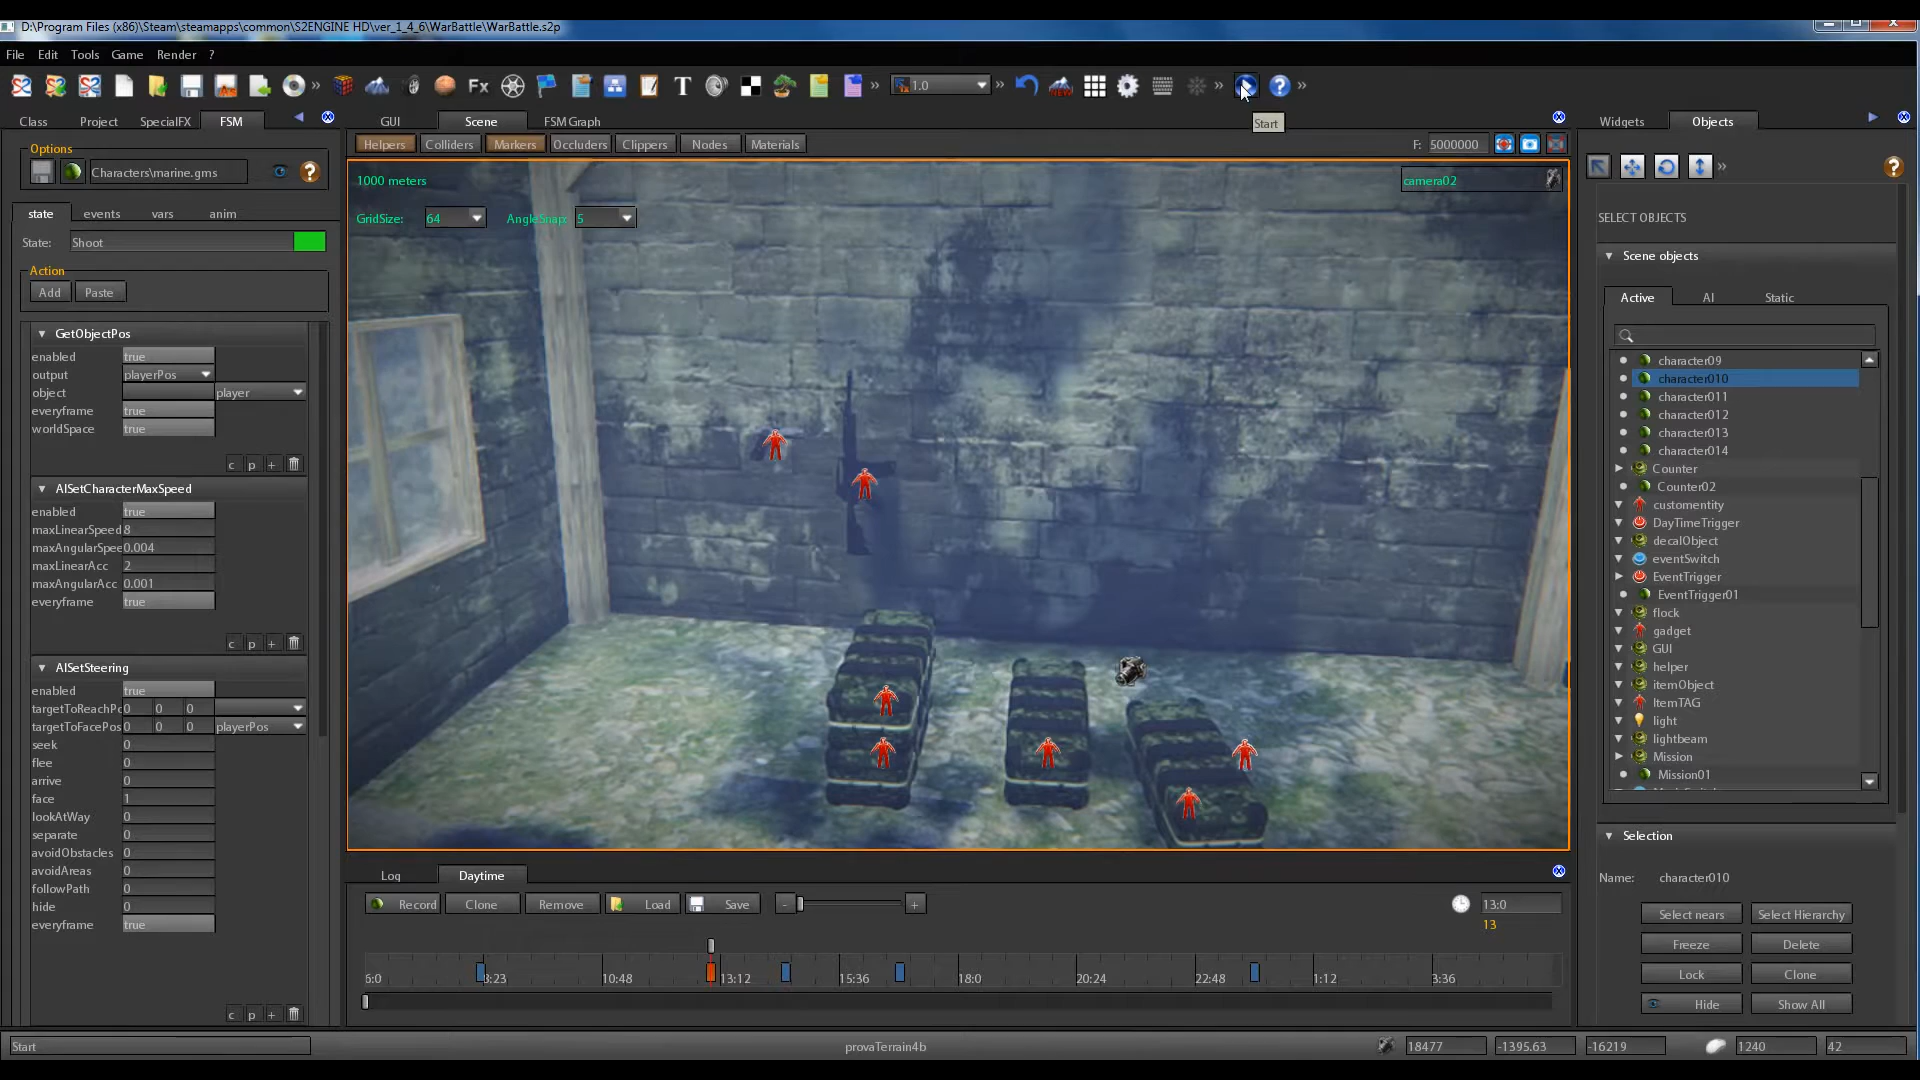 D:\Program Files (x86)\Steam\steamapps\common\S2ENGINE HD\ver_1_4_6\WarBattle\WarBattle.s2p
File Edit Tools Game Render ?
Fx T 1.0
Start
Class Project SpecialFX FSM
GUI Scene FSM Graph
Widgets Objects
Helpers Colliders Markers Occluders Clippers Nodes Materials F: 5000000
Options
Characters\marine.gms
state events vars anim
State: Shoot
Action
Add Paste
GetObjectPos
enabled true
output playerPos
object player
everyframe true
worldSpace true
c p +
AISetCharacterMaxSpeed
enabled true
maxLinearSpeed 8
maxAngularSpee 0.004
maxLinearAcc 2
maxAngularAcc 0.001
everyframe true
c p +
AISetSteering
enabled true
targetToReachPo 0 0 0
targetToFacePos 0 0 0 playerPos
seek 0
flee 0
arrive 0
face 1
lookAtWay 0
separate 0
avoidObstacles 0
avoidAreas 0
followPath 0
hide 0
everyframe true
c p +
1000 meters
camera02
GridSize: 64 AngleSnap: 5
Log Daytime
Record Clone Remove Load Save - +
13:0
13
6:0 8:23 10:48 13:12 15:36 18:0 20:24 22:48 1:12 3:36
SELECT OBJECTS
Scene objects
Active AI Static
character09
character010
character011
character012
character013
character014
Counter
Counter02
customentity
DayTimeTrigger
decalObject
eventSwitch
EventTrigger
EventTrigger01
flock
gadget
GUI
helper
itemObject
ItemTAG
light
lightbeam
Mission
Mission01
Selection
Name: character010
Select nears Select Hierarchy
Freeze Delete
Lock Clone
Hide Show All
Start provaTerrain4b 18477 -1395.63 -16219 1240 42